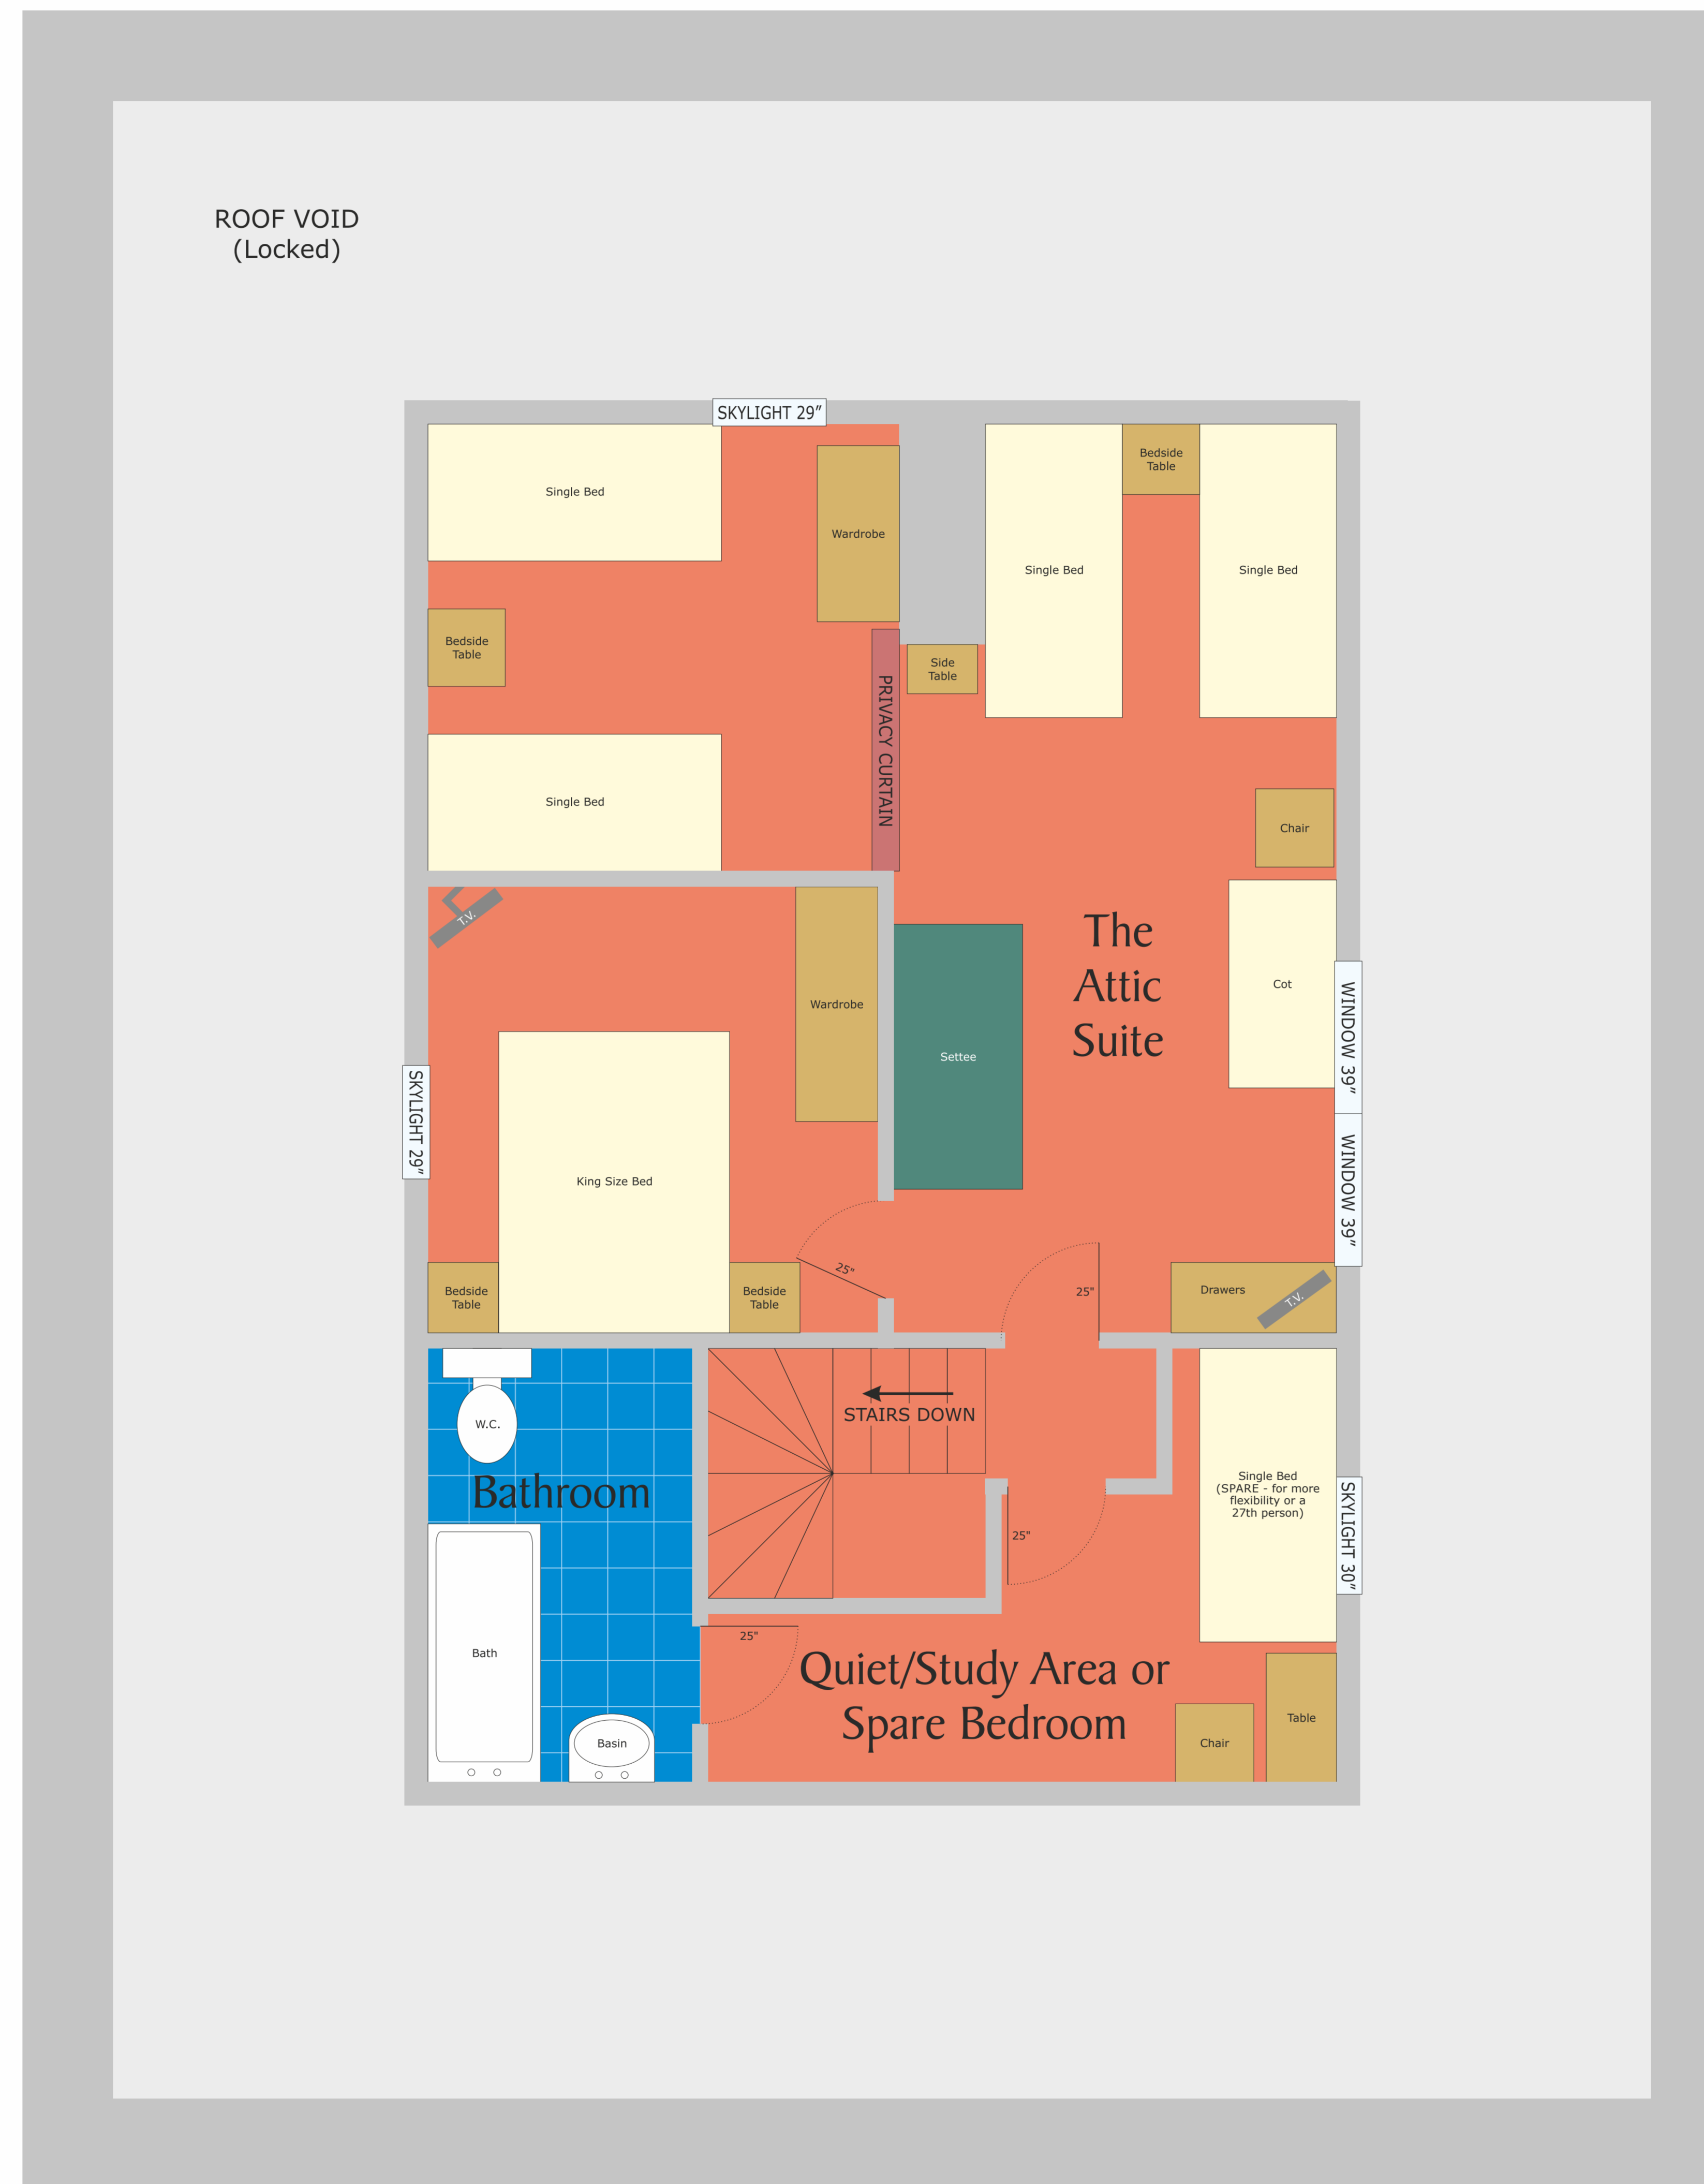 ROOF VOID
(Locked)
SKYLIGHT 29”
Single Bed
Wardrobe
Single Bed
Bedside
Table
Single Bed
Bedside
Table
Side
Table
PRIVACY CURTAIN
Single Bed
Chair
T.V.
Wardrobe
The
Attic
Suite
Cot
WINDOW 39”
Settee
SKYLIGHT 29”
King Size Bed
WINDOW 39”
25"
Bedside
Table
Bedside
Table
25"
Drawers
T.V.
W.C.
STAIRS DOWN
Bathroom
Single Bed
(SPARE - for more
flexibility or a
27th person)
SKYLIGHT 30”
25"
25"
Bath
Quiet/Study Area or
Spare Bedroom
Basin
Chair
Table